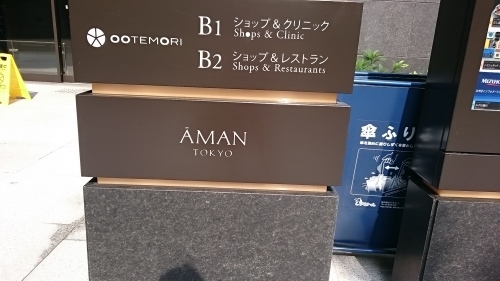 OOTEMORI
B1 ショップ&クリニック
Shops & Clinic
B2 ショップ&レストラン
Shops & Restaurants
AMAN
TOKYO
傘ふり
MIZUHO